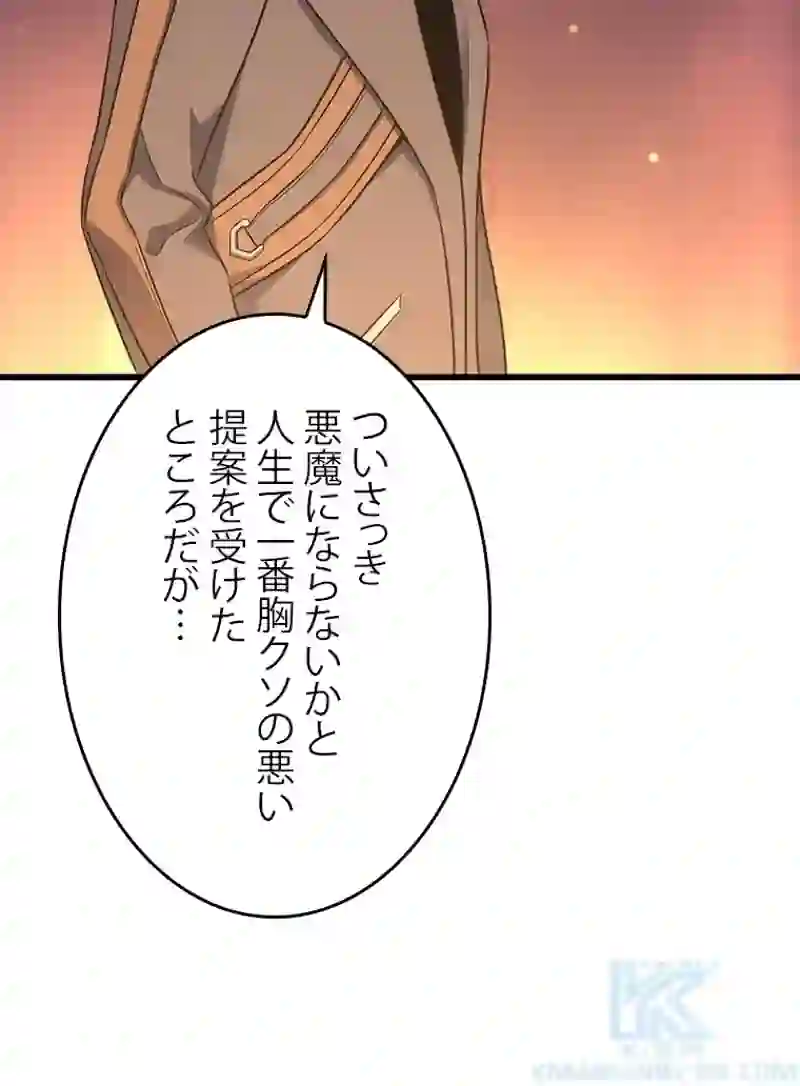 ついさっき
悪魔にならないかと
人生で一番胸クソの悪い
提案を受けた
ところだが…